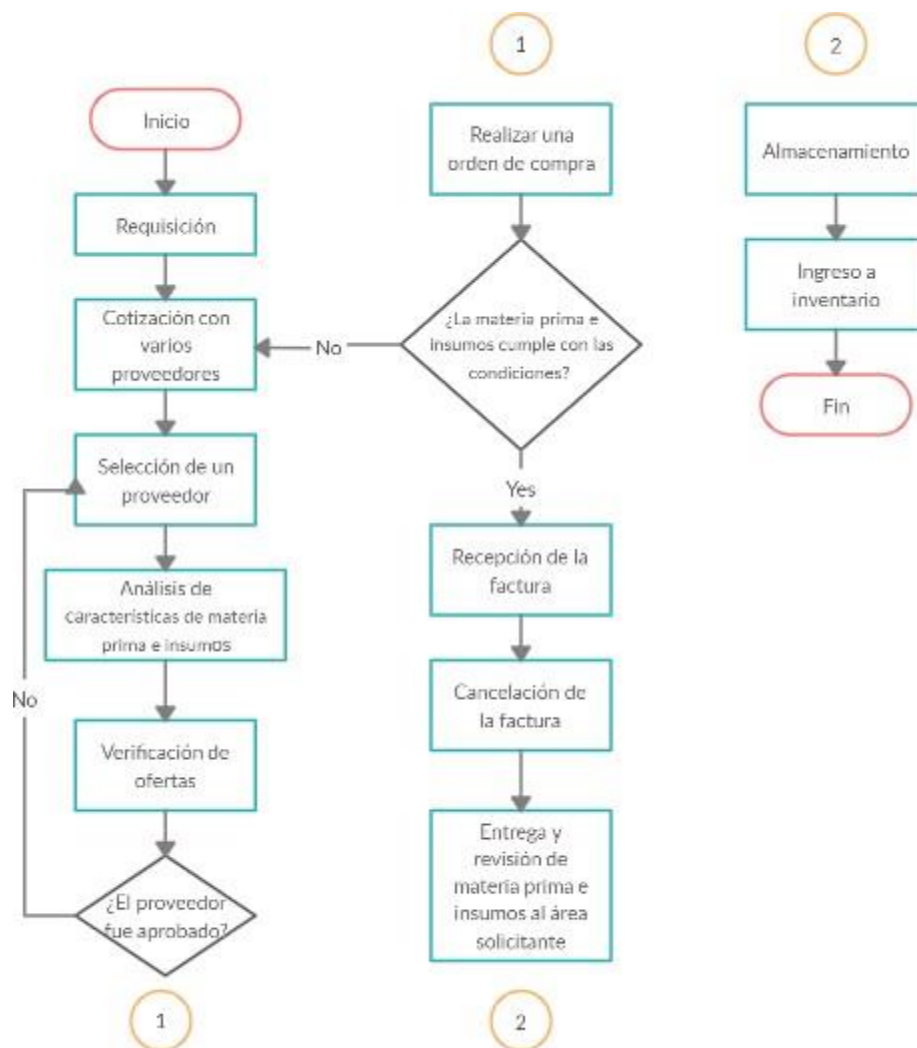 Inicio
Requisición
Cotización con
varios
proveedores
Selección de un
proveedor
Análisis de
características de materia
prima e insumos
No
Verificación de
ofertas
¿El proveedor
fue aprobado?
1
1
Realizar una
orden de compra
¿La materia prima e
insumos cumple con las
condiciones?
No
Yes
Recepción de la
factura
Cancelación de
la factura
Entrega y
revisión de
materia prima e
insumos al área
solicitante
2
2
Almacenamiento
Ingreso a
inventario
Fin